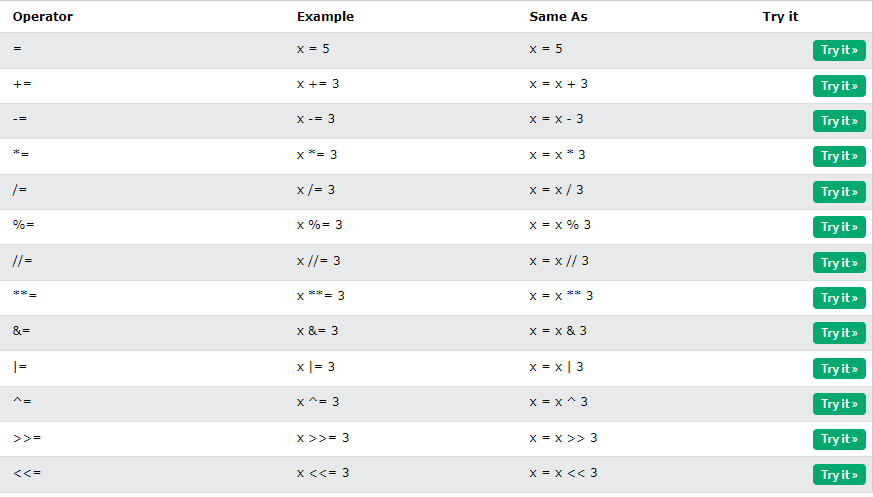 Operator Example Same As Try it
= x = 5 x = 5 Try it »
+= x += 3 x = x + 3 Try it »
-= x -= 3 x = x - 3 Try it »
*= x *= 3 x = x * 3 Try it »
/= x /= 3 x = x / 3 Try it »
%= x %= 3 x = x % 3 Try it »
//= x //= 3 x = x // 3 Try it »
**= x **= 3 x = x ** 3 Try it »
&= x &= 3 x = x & 3 Try it »
|= x |= 3 x = x | 3 Try it »
^= x ^= 3 x = x ^ 3 Try it »
>>= x >>= 3 x = x >> 3 Try it »
<<= x <<= 3 x = x << 3 Try it »